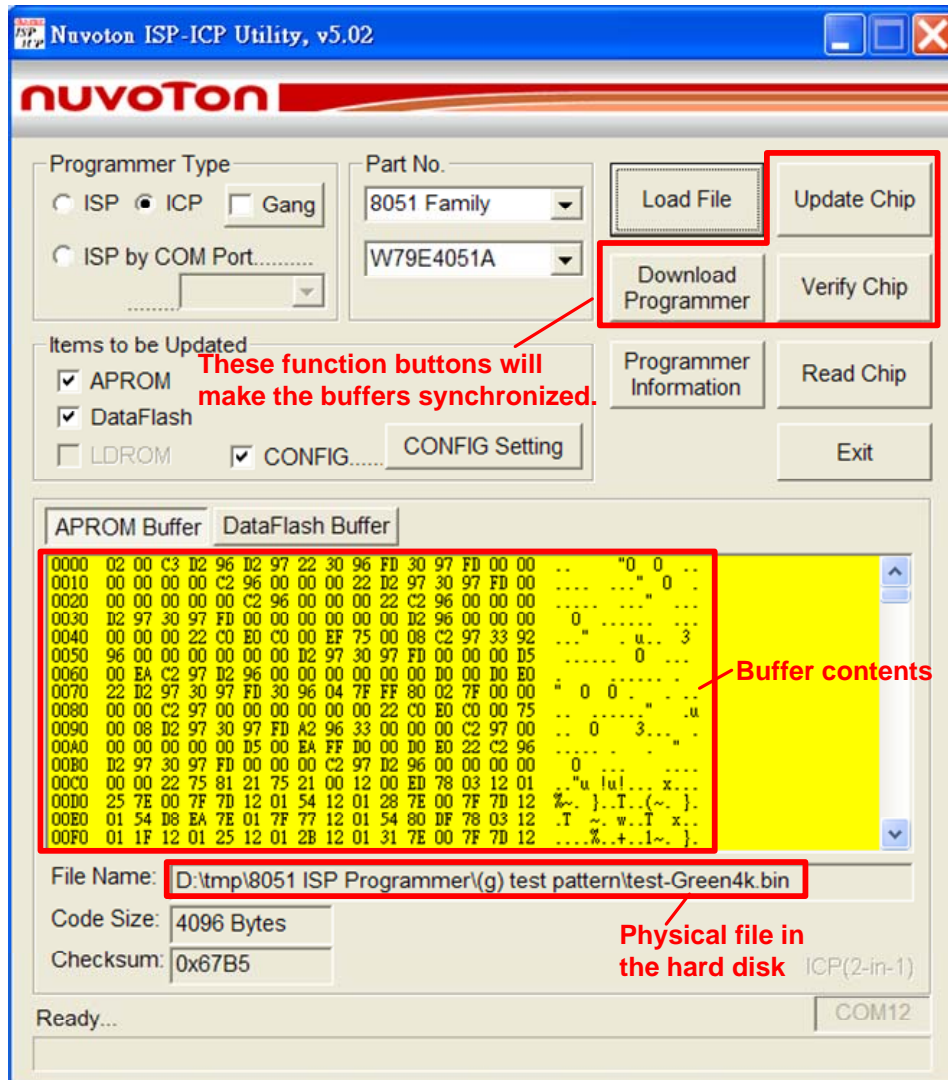 Nuvoton ISP-ICP Utility, v5.02
nuvoTon
Programmer Type
ISP ICP Gang
ISP by COM Port..........
.........
Part No.
8051 Family
W79E4051A
Load File
Update Chip
Download
Programmer
Verify Chip
Items to be Updated
APROM
DataFlash
LDROM
CONFIG......
CONFIG Setting
These function buttons will
make the buffers synchronized.
Programmer
Information
Read Chip
Exit
APROM Buffer
DataFlash Buffer
0000 02 00 C3 D2 96 D2 97 22 30 96 FD 30 97 FD 00 00
0010 00 00 00 00 C2 96 00 00 00 22 D2 97 30 97 FD 00
0020 00 00 00 00 00 C2 96 00 00 00 22 C2 96 00 00 00
0030 D2 97 30 97 FD 00 00 00 00 00 00 D2 96 00 00 00
0040 00 00 00 22 C0 E0 C0 00 EF 75 00 08 C2 97 33 92
0050 96 00 00 00 00 00 00 D2 97 30 97 FD 00 00 00 D5
0060 00 EA C2 97 D2 96 00 00 00 00 00 00 D0 00 D0 E0
0070 22 D2 97 30 97 FD 30 96 04 7F FF 80 02 7F 00 00
0080 00 00 C2 97 00 00 00 00 00 00 22 C0 E0 C0 00 75
0090 00 08 D2 97 30 97 FD A2 96 33 00 00 00 C2 97 00
00A0 00 00 00 00 00 D5 00 EA FF D0 00 D0 E0 22 C2 96
00B0 D2 97 30 97 FD 00 00 00 C2 97 D2 96 00 00 00 00
00C0 00 00 22 75 81 21 75 21 00 12 00 ED 78 03 12 01
00D0 25 7E 00 7F 7D 12 01 54 12 01 28 7E 00 7F 7D 12
00E0 01 54 D8 EA 7E 01 7F 77 12 01 54 80 DF 78 03 12
00F0 01 1F 12 01 25 12 01 2B 12 01 31 7E 00 7F 7D 12
Buffer contents
File Name: D:\tmp\8051 ISP Programmer\(g) test pattern\test-Green4k.bin
Code Size: 4096 Bytes
Checksum: 0x67B5
Physical file in
the hard disk
ICP(2-in-1)
Ready...
COM12